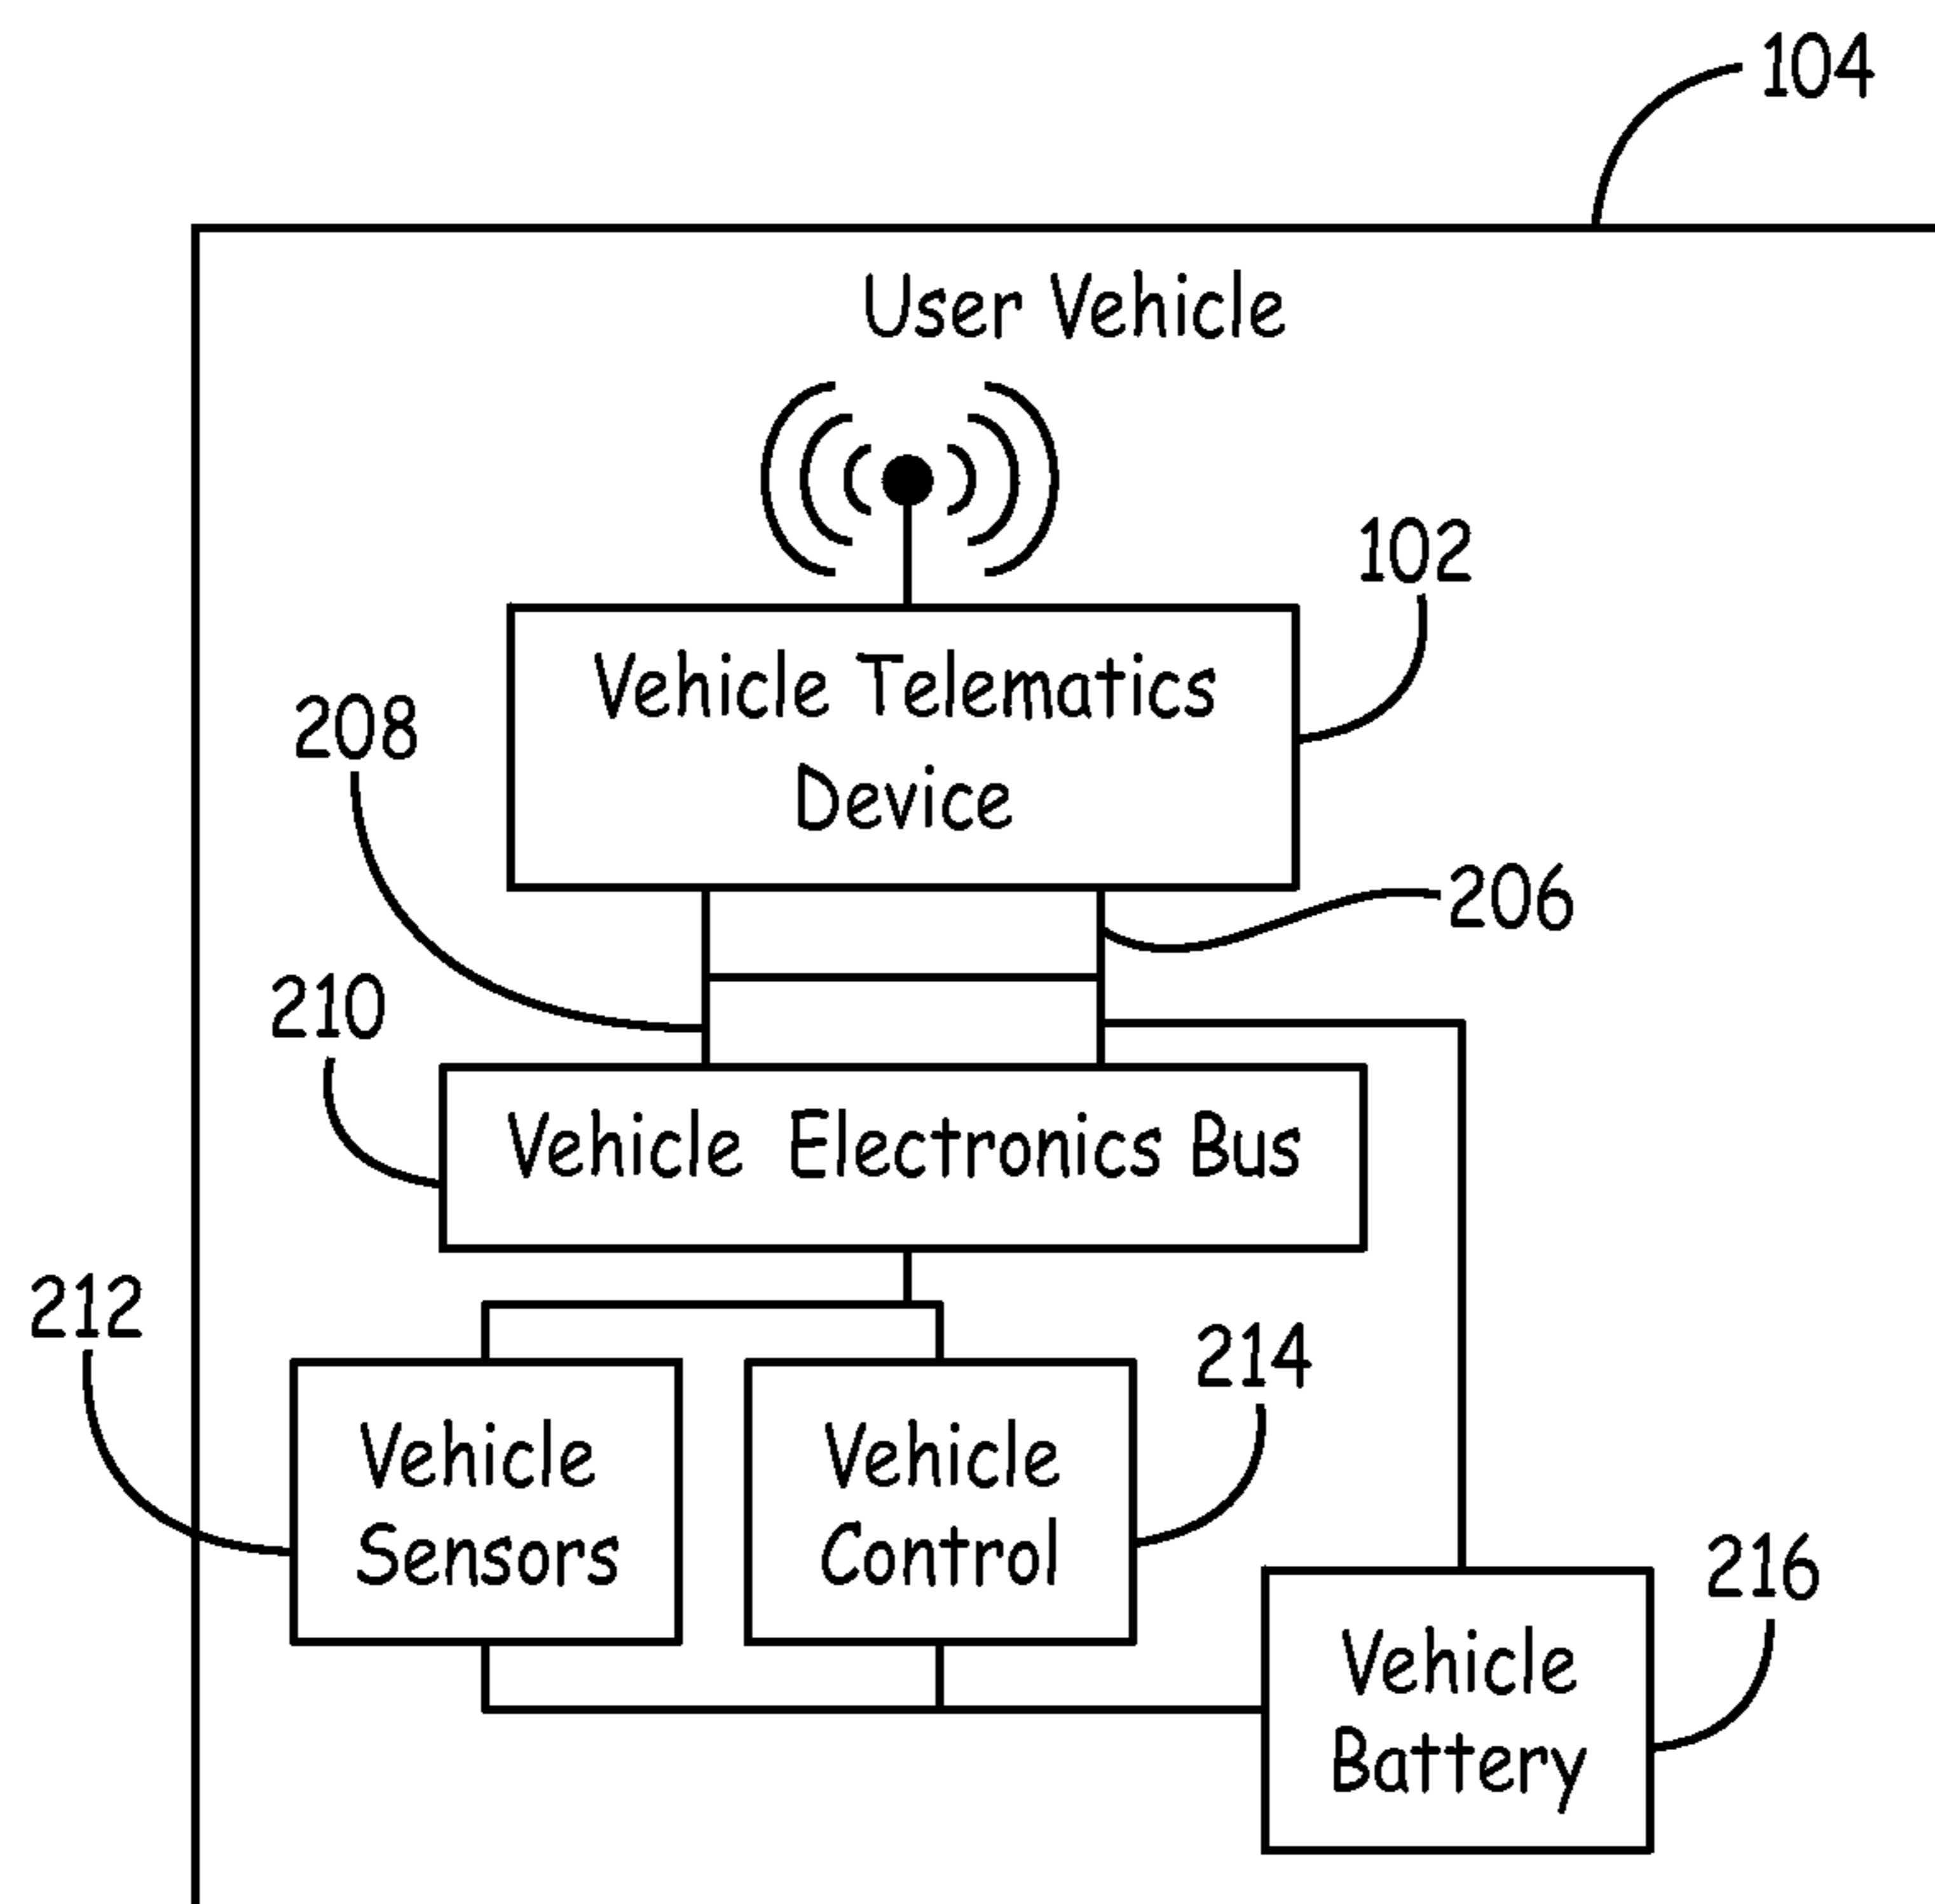 104
User Vehicle
102
Vehicle Telematics
Device
208
206
210
Vehicle Electronics Bus
212
214
Vehicle
Sensors
Vehicle
Control
216
Vehicle
Battery